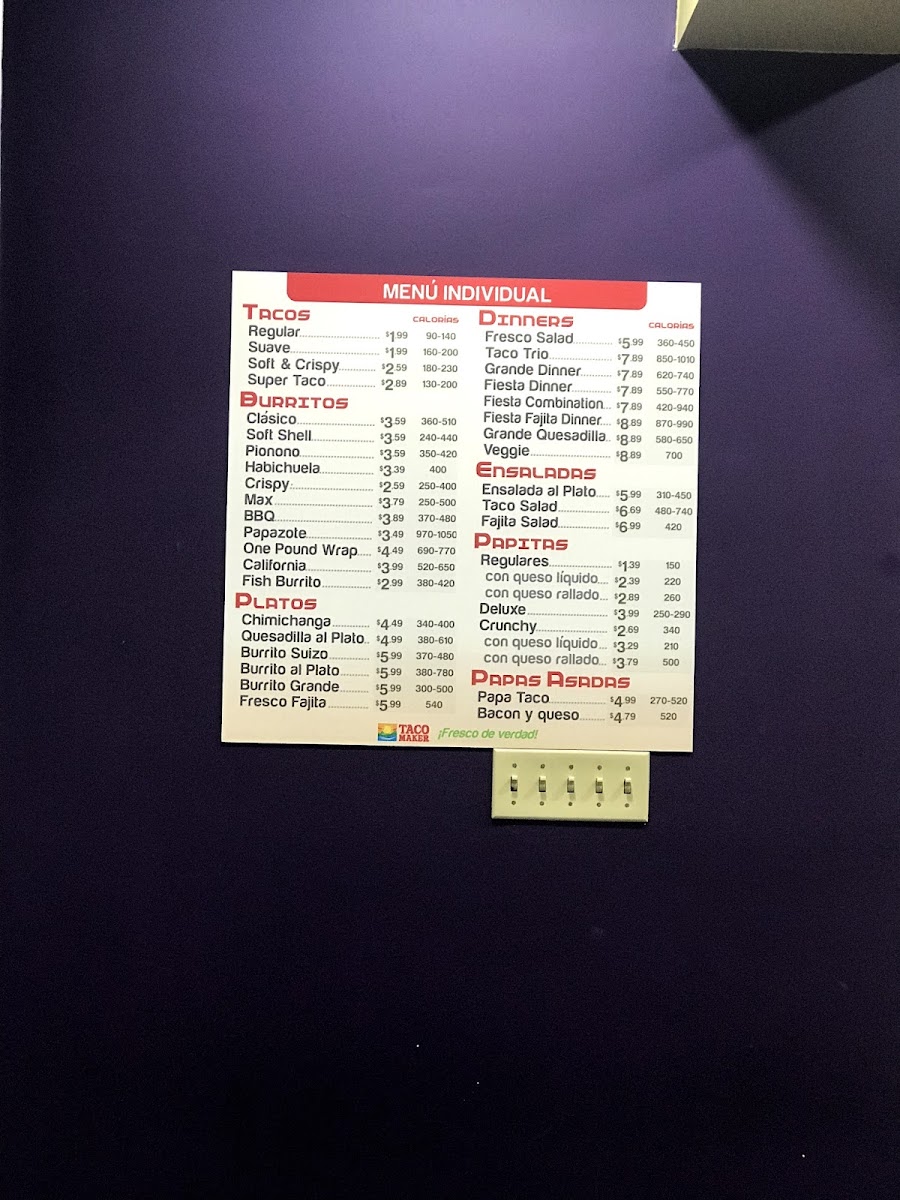 MENÚ INDIVIDUAL
TACOS CALORÍAS
Regular $1.99 90-140
Suave $1.99 160-200
Soft & Crispy $2.59 180-230
Super Taco $2.89 130-200
BURRITOS
Clásico $3.59 360-510
Soft Shell $3.59 240-440
Pionono $3.59 350-420
Habichuela $3.39 400
Crispy $2.59 250-400
Max $3.79 250-500
BBQ $3.89 370-480
Papazote $3.49 970-1050
One Pound Wrap $4.49 690-770
California $3.99 520-650
Fish Burrito $2.99 380-420
PLATOS
Chimichanga $4.49 340-400
Quesadilla al Plato $4.99 380-610
Burrito Suizo $5.99 370-480
Burrito al Plato $5.99 380-780
Burrito Grande $5.99 300-500
Fresco Fajita $5.99 540
DINNERS CALORÍAS
Fresco Salad $5.99 360-450
Taco Trio $7.89 850-1010
Grande Dinner $7.89 620-740
Fiesta Dinner $7.89 550-770
Fiesta Combination $7.89 420-940
Fiesta Fajita Dinner $8.89 870-990
Grande Quesadilla $8.89 580-650
Veggie $8.89 700
ENSALADAS
Ensalada al Plato $5.99 310-450
Taco Salad $6.69 480-740
Fajita Salad $6.99 420
PAPITAS
Regulares $1.39 150
con queso líquido $2.39 220
con queso rallado $2.89 260
Deluxe $3.99 250-290
Crunchy $2.69 340
con queso líquido $3.29 210
con queso rallado $3.79 500
PAPAS ASADAS
Papa Taco $4.99 270-520
Bacon y queso $4.79 520
TACO MAKER ¡Fresco de verdad!